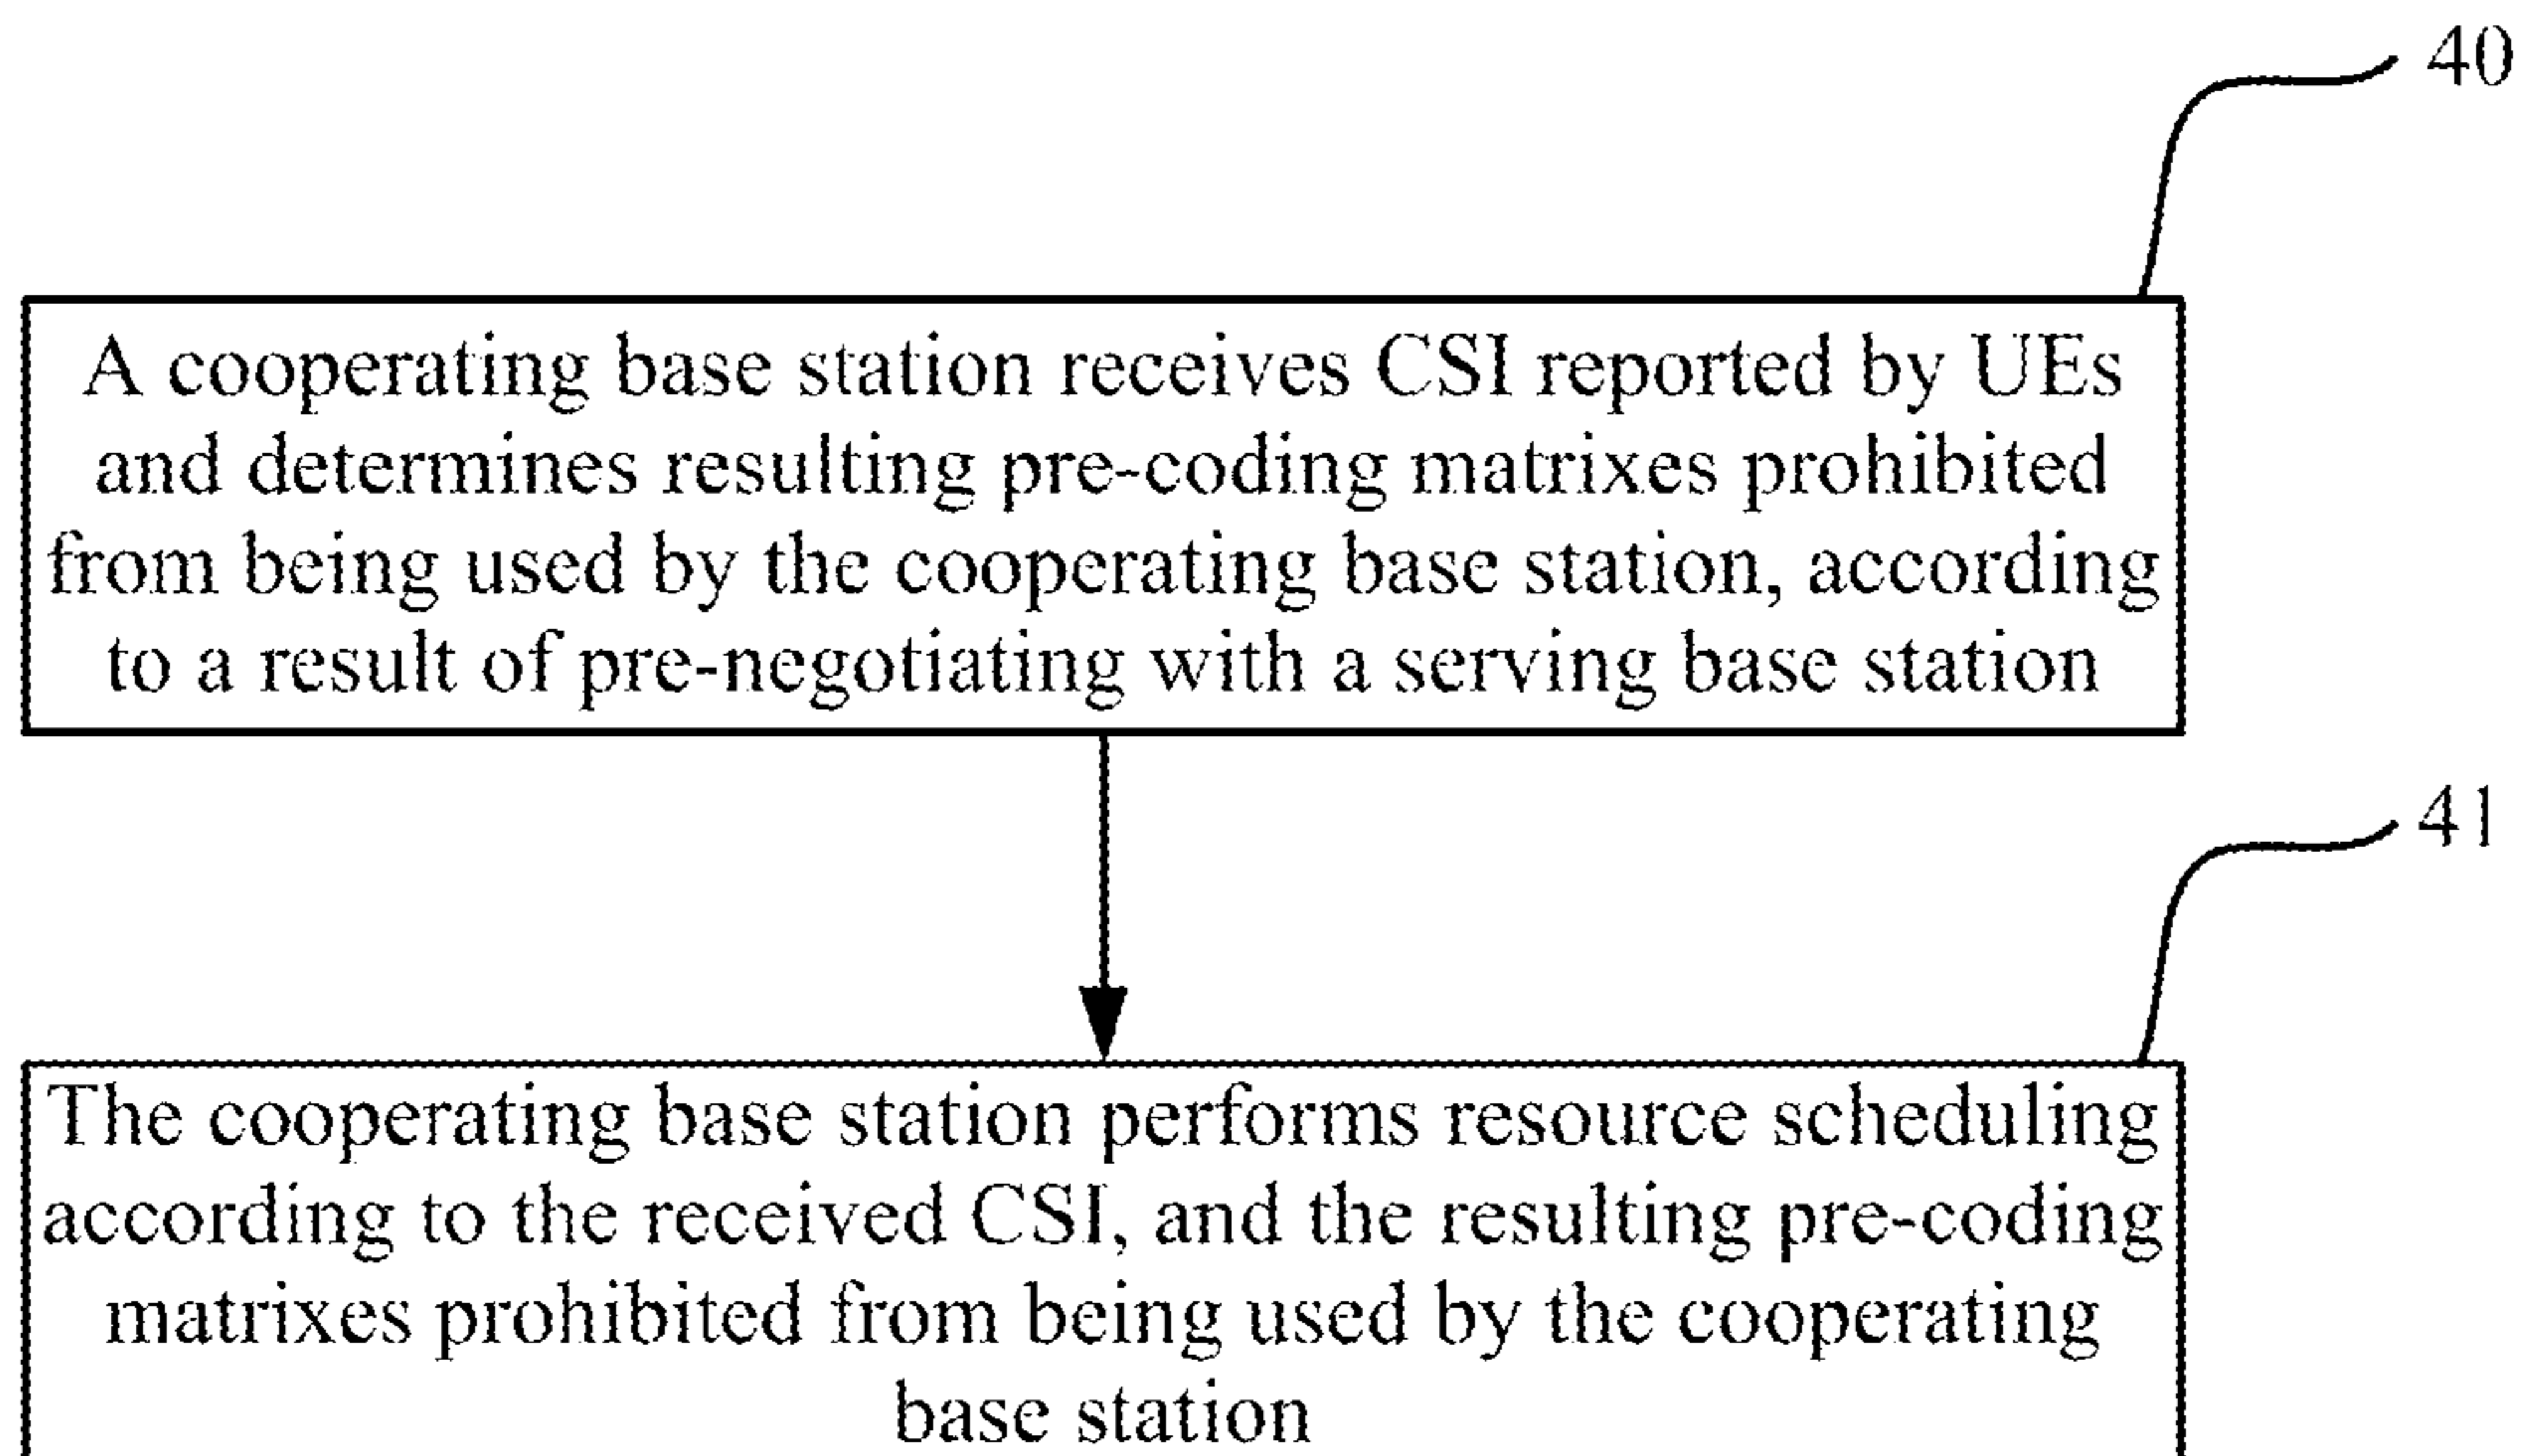 40
A cooperating base station receives CSI reported by UEs
and determines resulting pre-coding matrixes prohibited
from being used by the cooperating base station, according
to a result of pre-negotiating with a serving base station
41
The cooperating base station performs resource scheduling
according to the received CSI, and the resulting pre-coding
matrixes prohibited from being used by the cooperating
base station